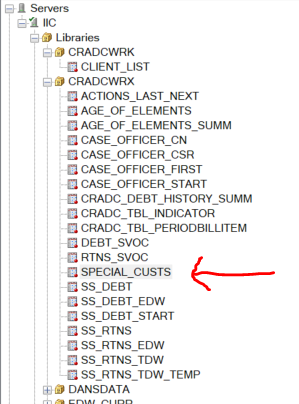 Servers
IIC
Libraries
CRADCWRK
CLIENT_LIST
CRADCWRX
ACTIONS_LAST_NEXT
AGE_OF_ELEMENTS
AGE_OF_ELEMENTS_SUMM
CASE_OFFICER_CN
CASE_OFFICER_CSR
CASE_OFFICER_FIRST
CASE_OFFICER_START
CRADC_DEBT_HISTORY_SUMM
CRADC_TBL_INDICATOR
CRADC_TBL_PERIODBILLITEM
DEBT_SVOC
RTNS_SVOC
SPECIAL_CUSTS
SS_DEBT
SS_DEBT_EDW
SS_DEBT_START
SS_RTNS
SS_RTNS_EDW
SS_RTNS_TDW
SS_RTNS_TDW_TEMP
DANSDATA
EDW_CURR